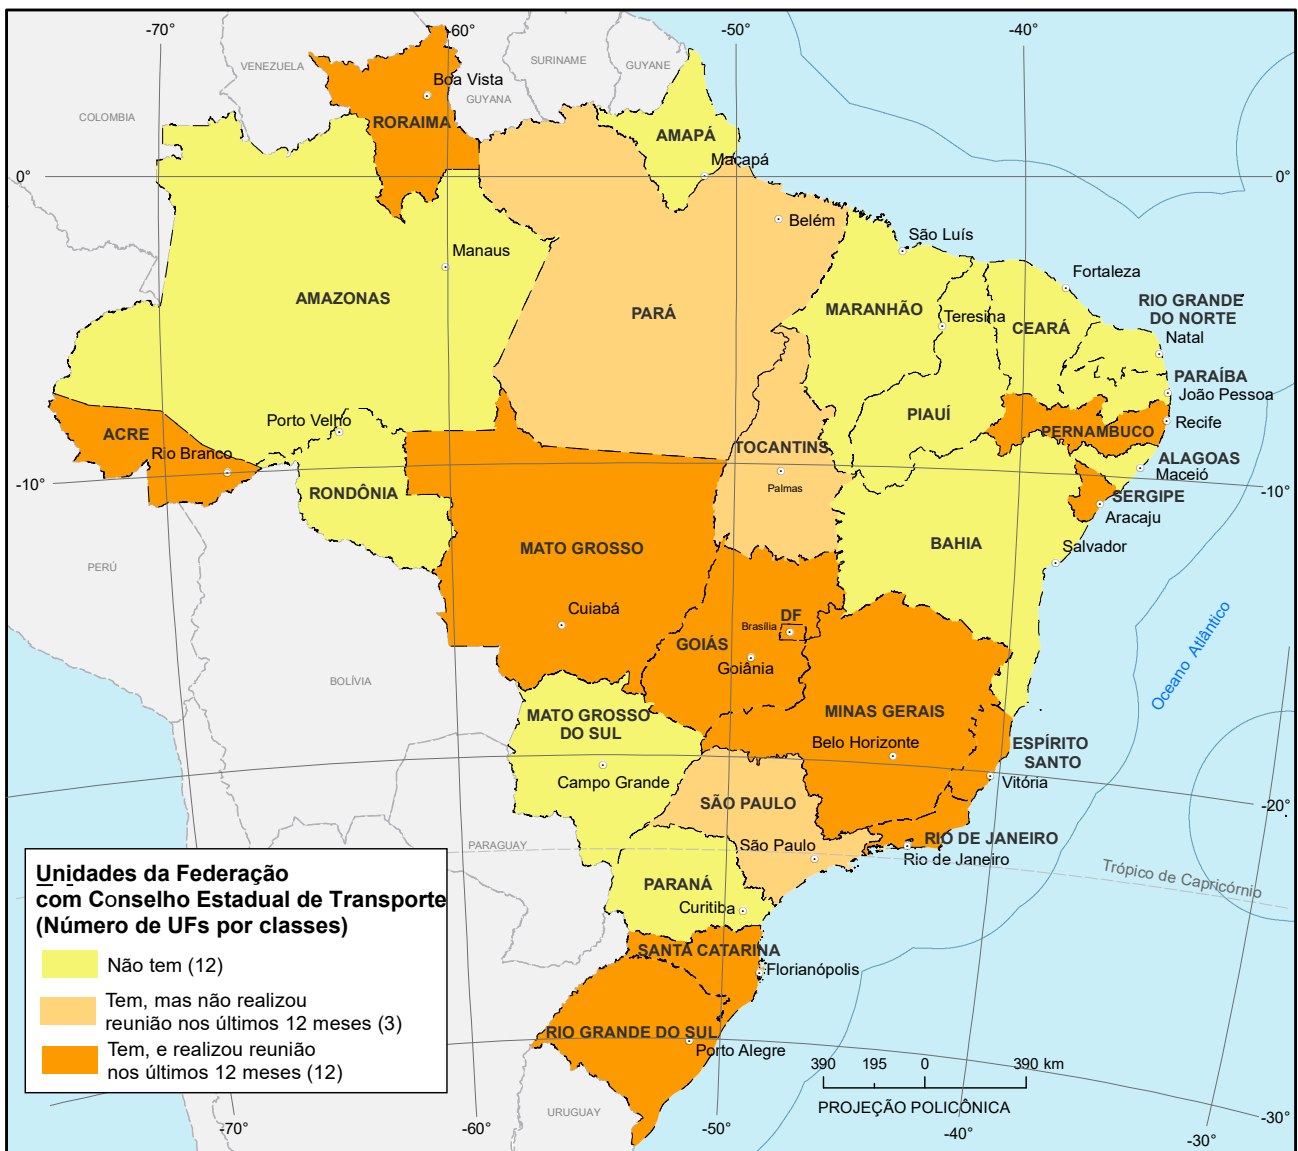 -70°
-60°
-50°
-40°
VENEZUELA
SURINAME
GUYANE
COLOMBIA
GUYANA
Boa Vista
RORAIMA
AMAPÁ
Macapá
0°
0°
Belém
São Luís
Manaus
Fortaleza
AMAZONAS
PARÁ
MARANHÃO
Teresina
CEARÁ
RIO GRANDE
DO NORTE
Natal
PARAÍBA
João Pessoa
PIAUÍ
Recife
PERNAMBUCO
Porto Velho
ACRE
Rio Branco
TOCANTINS
Palmas
ALAGOAS
Maceió
-10°
-10°
RONDÔNIA
SERGIPE
Aracaju
MATO GROSSO
BAHIA
Salvador
PERÚ
Cuiabá
DF
Brasília
GOIÁS
Goiânia
Oceano Atlântico
BOLÍVIA
MATO GROSSO
DO SUL
MINAS GERAIS
Belo Horizonte
ESPÍRITO
SANTO
Vitória
Campo Grande
SÃO PAULO
-20°
São Paulo
RIO DE JANEIRO
Rio de Janeiro
PARAGUAY
Trópico de Capricórnio
PARANÁ
Curitiba
SANTA CATARINA
Florianópolis
RIO GRANDE DO SUL
Porto Alegre
URUGUAY
Unidades da Federação
com Conselho Estadual de Transporte
(Número de UFs por classes)
Não tem (12)
Tem, mas não realizou
reunião nos últimos 12 meses (3)
Tem, e realizou reunião
nos últimos 12 meses (12)
390 195 0 390 km
PROJEÇÃO POLICÔNICA
-70°
-60°
-50°
-40°
-30°
-30°